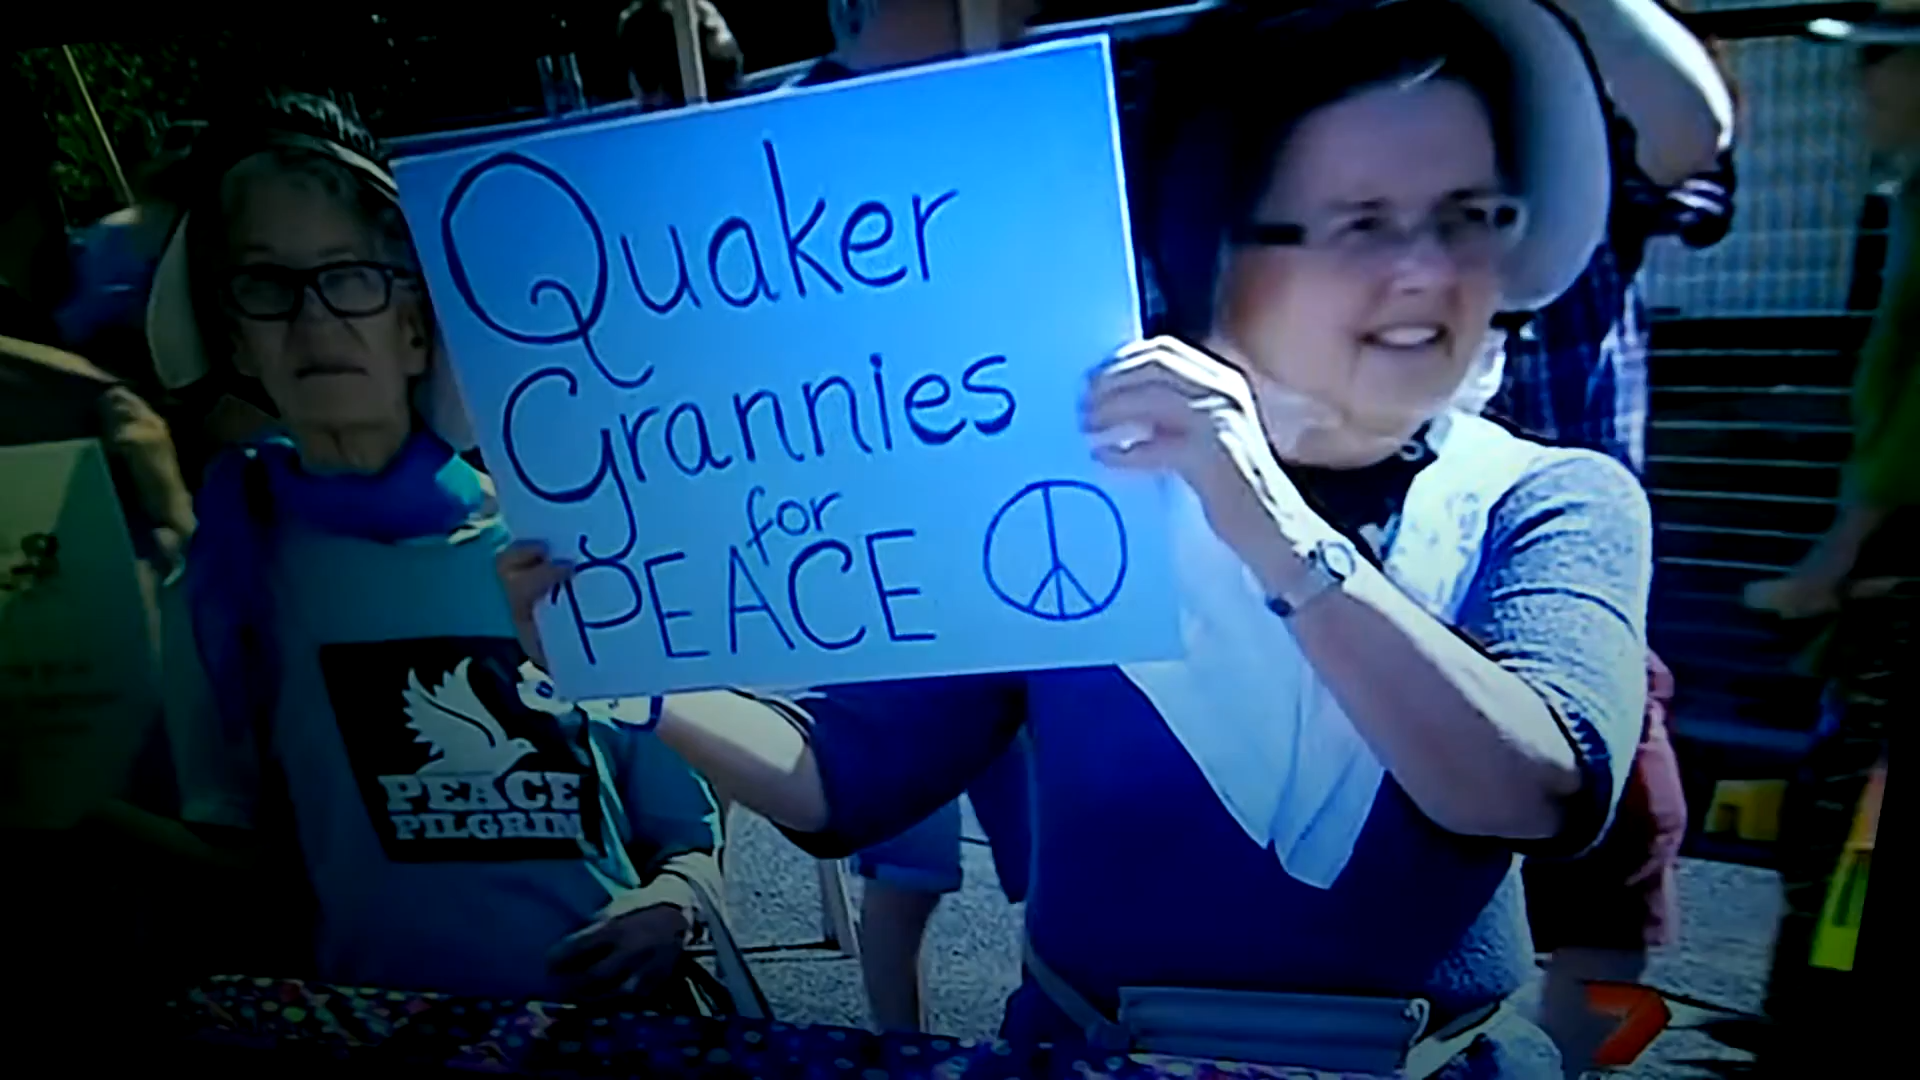 Quaker
Grannies
for
PEACE
PEACE
PILGRIM